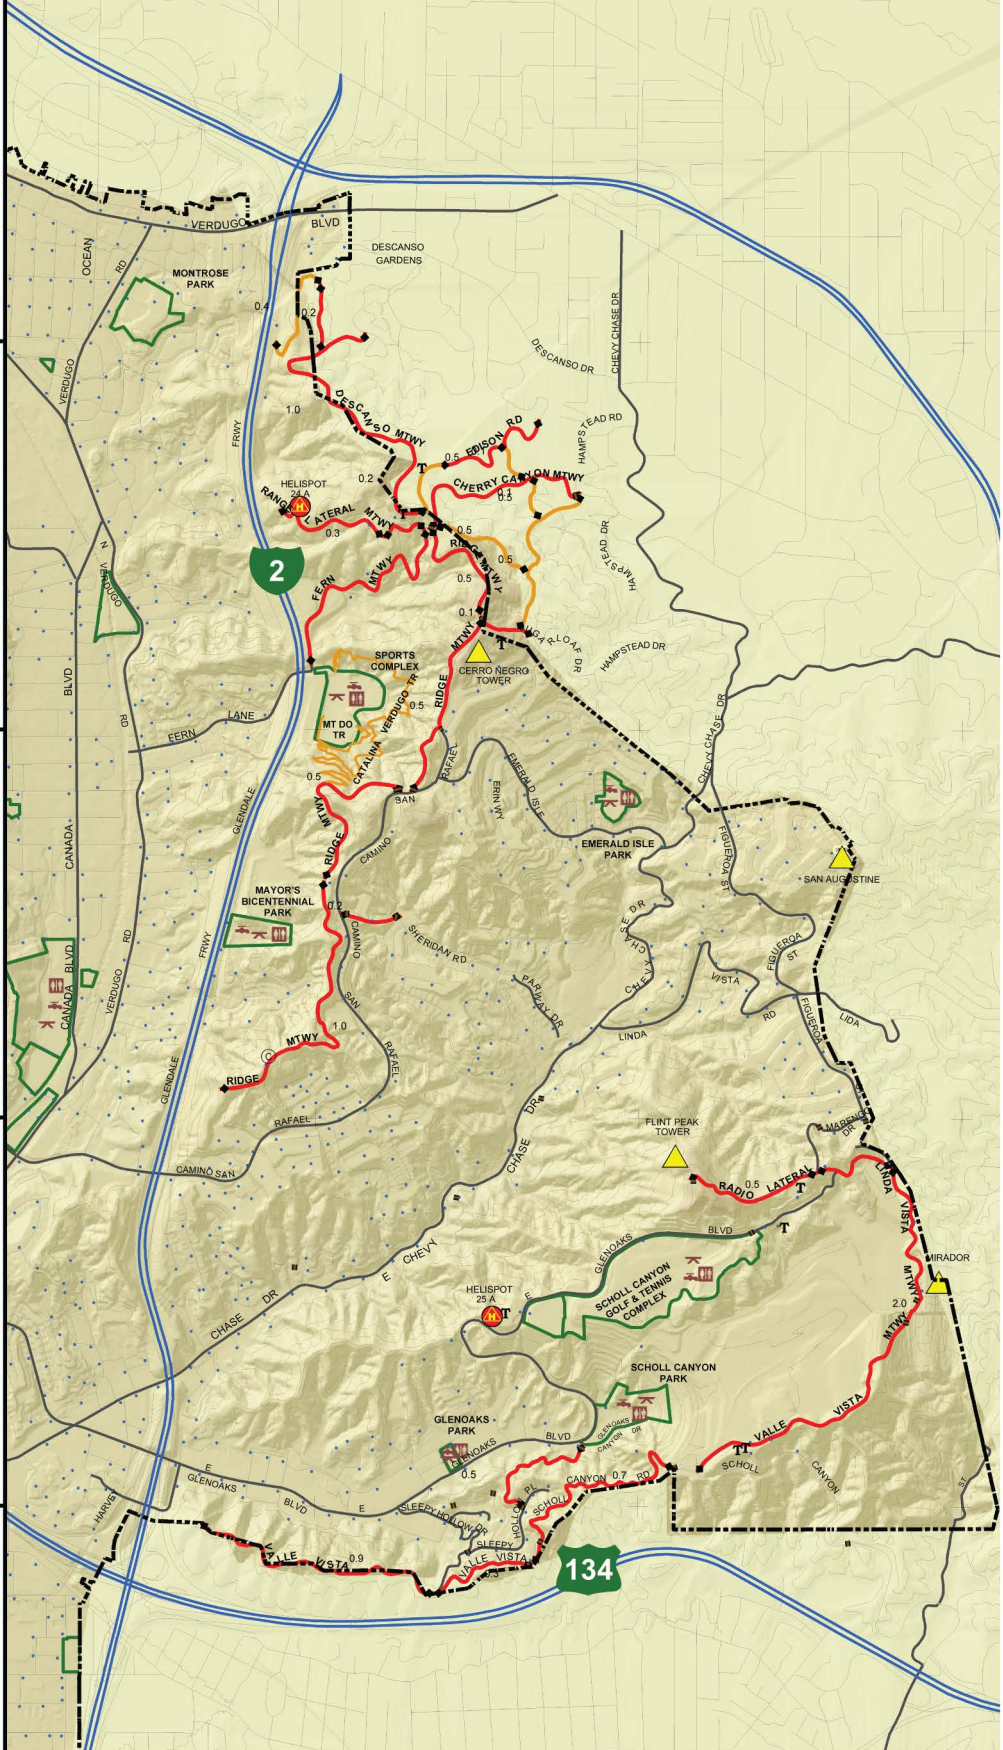 VERDUGO
BLVD
DESCANSO
GARDENS
OCEAN
RD
MONTROSE
PARK
0.4
0.2
CHEVY CHASE DR
DESCANSO DR
VERDUGO
1.0
DESCANSO MTWY
HAMPSTEAD RD
FRWY
EDISON RD
0.5
T
0.2
CHERRY CANYON MTWY
0.1
0.5
HELISPOT
24 A
H
LATERAL
MTWY
0.3
T
0.5
RIDGE MTWY
HAMPSTEAD DR
2
FERN
MTWY
0.5
0.5
N
VERDUGO
0.1
T
LOAF DR
HAMPSTEAD DR
MTWY
CERRO NEGRO
TOWER
SPORTS
COMPLEX
BLVD
RD
FERN
LANE
MT DO
TR
CATALINA VERDUGO TR
0.5
RIDGE
CHEVY CHASE DR
RAFAEL
EMERALD ISLE
ERIN WY
0.5
SAN
GLENDALE
MTWY
RIDGE
CAMINO
EMERALD ISLE
PARK
FIGUEROA ST
SAN AUGUSTINE
CANADA
MAYOR'S
BICENTENNIAL
PARK
0.2
CAMINO
SHERIDAN RD
CHEVY CHASE DR
FIGUEROA
ST
FRWY
CANADA BLVD
VERDUGO
RD
SAN
PARWAY DR
VISTA
RD
LINDA
FIGUEROA
LIDA
1.0
MTWY
C
RIDGE
RAFAEL
GLENDALE
RAFAEL
CAMINO SAN
CHASE
DR
FLINT PEAK
TOWER
MARENGO
DR
RADIO
0.5
LATERAL
T
LINDA
VISTA
MTWY
T
GLENOAKS
BLVD
E
CHEVY
E
CHASE
DR
MIRADOR
SCHOLL CANYON
GOLF & TENNIS
COMPLEX
HELISPOT
25 A
H
T
2.0
MTWY
SCHOLL CANYON
PARK
VISTA
VALLE
TT
SCHOLL
CANYON
GLENOAKS
PARK
GLENOAKS
BLVD
GLENOAKS
CANYON DR
0.5
CANYON
0.7
RD
SCHOLL
E
GLENOAKS
BLVD
E
SLEEPY HOLLOW
DR
HOLLOW
PL
SLEEPY
ST
VALLE
VISTA
0.9
VALLE
VISTA
134